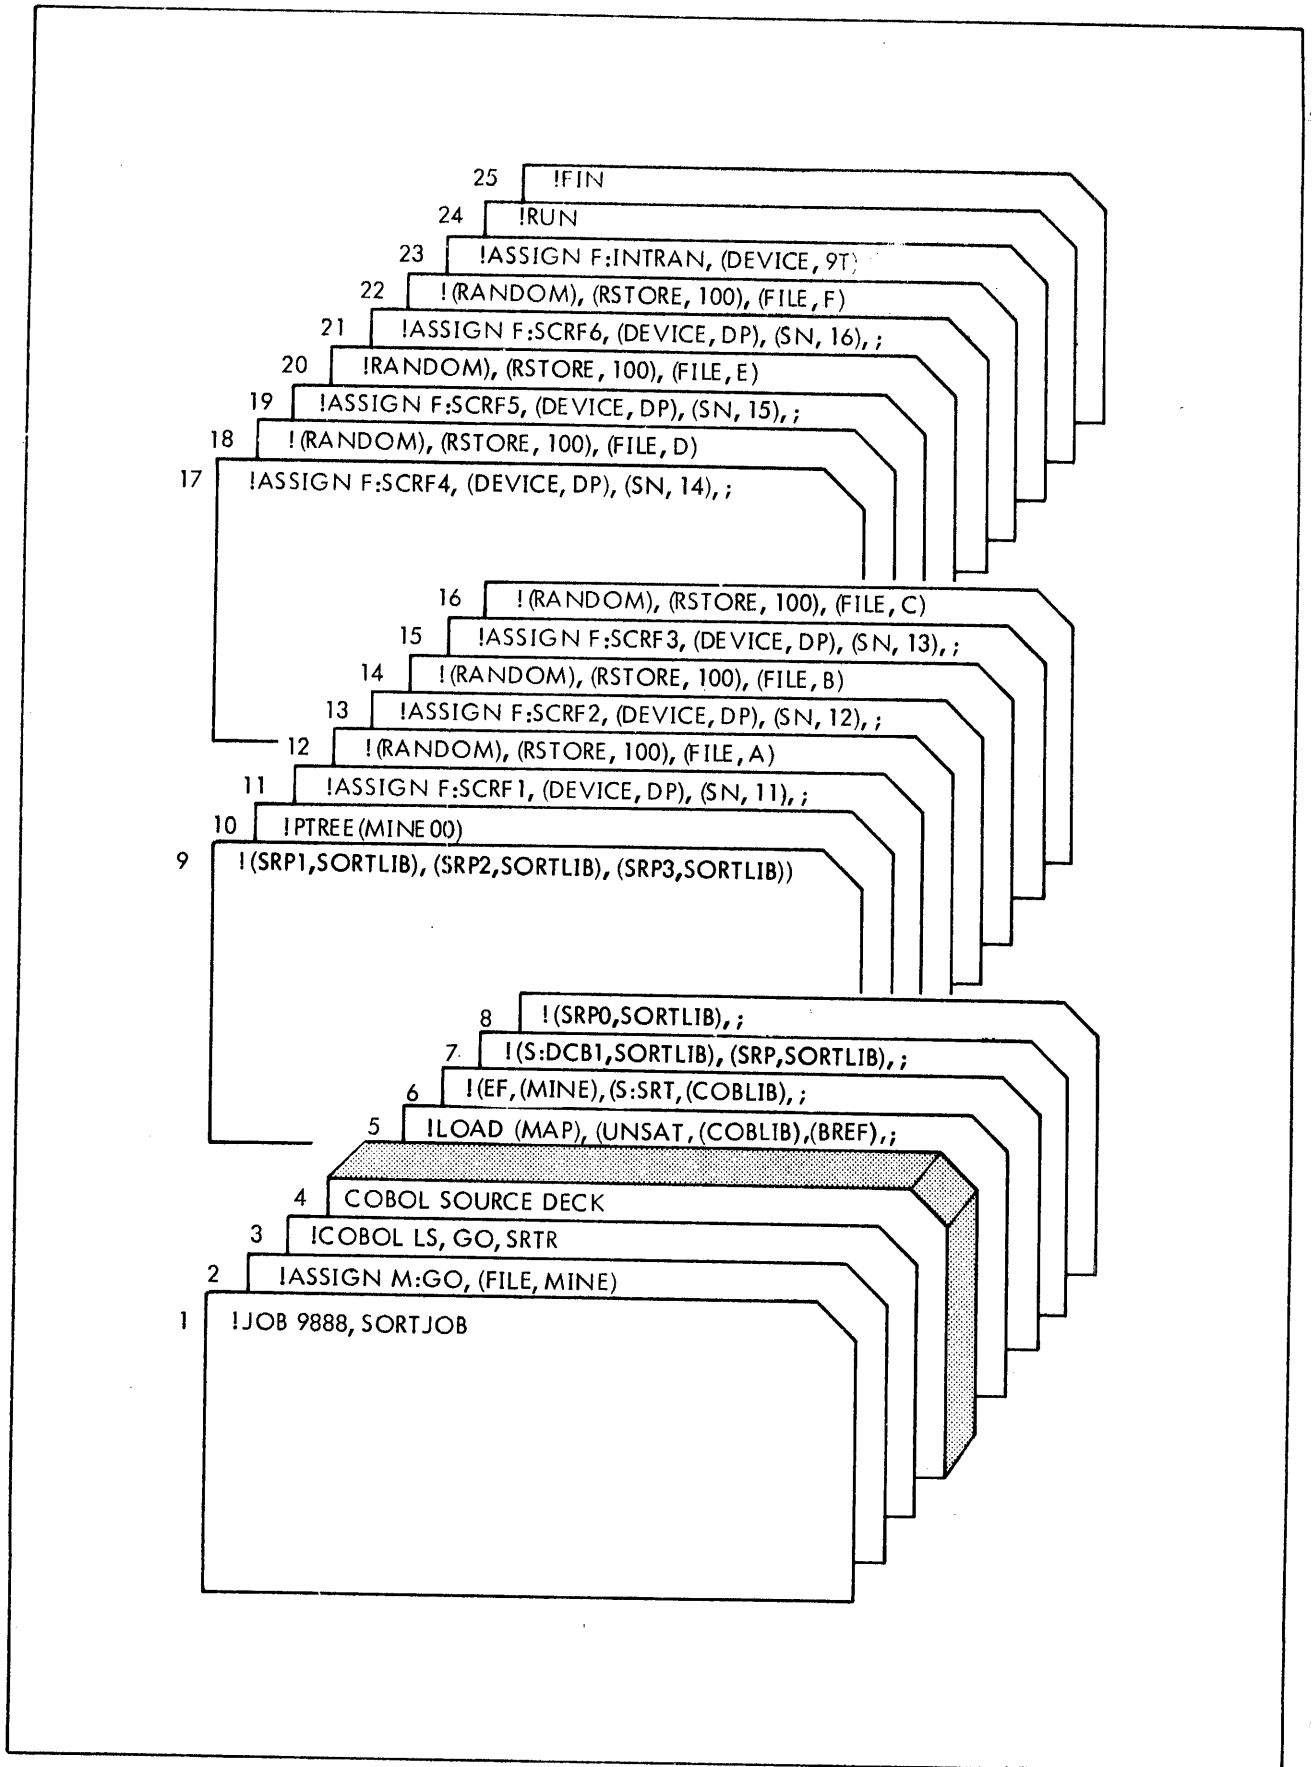 25 !FIN
24 !RUN
23 !ASSIGN F:INTRAN, (DEVICE, 9T)
22 !(RANDOM), (RSTORE, 100), (FILE, F)
21 !ASSIGN F:SCRF6, (DEVICE, DP), (SN, 16), ;
20 !RANDOM), (RSTORE, 100), (FILE, E)
19 !ASSIGN F:SCRF5, (DEVICE, DP), (SN, 15), ;
18 !(RANDOM), (RSTORE, 100), (FILE, D)
17 !ASSIGN F:SCRF4, (DEVICE, DP), (SN, 14), ;
16 !(RANDOM), (RSTORE, 100), (FILE, C)
15 !ASSIGN F:SCRF3, (DEVICE, DP), (SN, 13), ;
14 !(RANDOM), (RSTORE, 100), (FILE, B)
13 !ASSIGN F:SCRF2, (DEVICE, DP), (SN, 12), ;
12 !(RANDOM), (RSTORE, 100), (FILE, A)
11 !ASSIGN F:SCRF1, (DEVICE, DP), (SN, 11), ;
10 !PTREE (MINE00)
9 !(SRP1,SORTLIB), (SRP2,SORTLIB), (SRP3,SORTLIB))
8 !(SRP0,SORTLIB), ;
7 !(S:DCB1,SORTLIB), (SRP,SORTLIB), ;
6 !(EF, (MINE), (S:SRT, (COBLIB), ;
5 !LOAD (MAP), (UNSAT, (COBLIB),(BREF),;
4 COBOL SOURCE DECK
3 !COBOL LS, GO, SRTR
2 !ASSIGN M:GO, (FILE, MINE)
1 !JOB 9888, SORTJOB